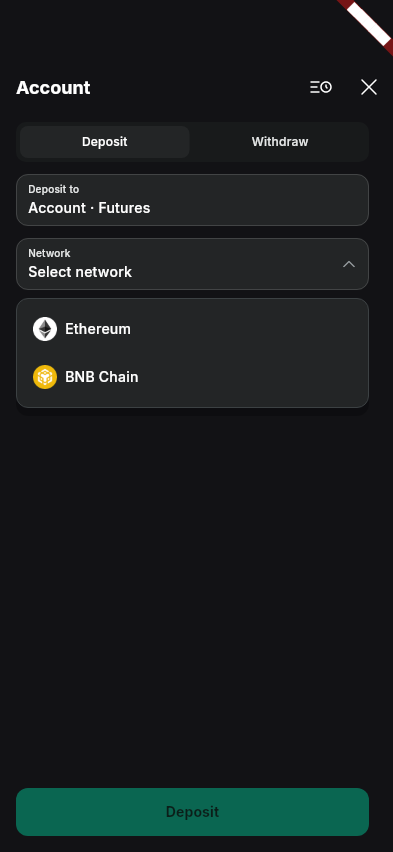 Account
Deposit
Withdraw
Deposit to
Account · Futures
Network
Select network
Ethereum
BNB Chain
Deposit